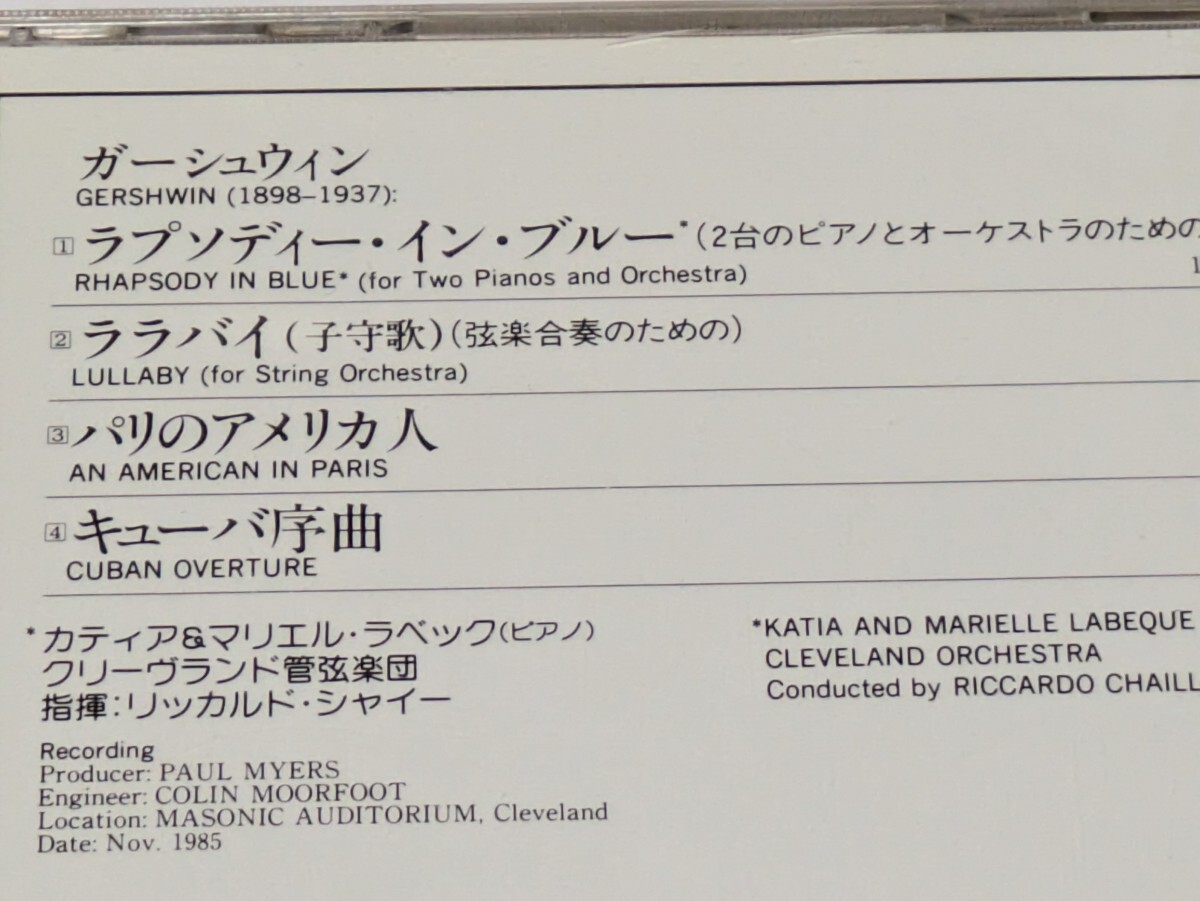 ガーシュウィン
GERSHWIN (1898–1937):
1 ラプソディー・イン・ブルー*(2台のピアノとオーケストラのための
RHAPSODY IN BLUE* (for Two Pianos and Orchestra)
2 ララバイ(子守歌)(弦楽合奏のための)
LULLABY (for String Orchestra)
3 パリのアメリカ人
AN AMERICAN IN PARIS
4 キューバ序曲
CUBAN OVERTURE
*カティア&マリエル・ラベック(ピアノ)
クリーヴランド管弦楽団
指揮:リッカルド・シャイー
*KATIA AND MARIELLE LABEQUE
CLEVELAND ORCHESTRA
Conducted by RICCARDO CHAILL
Recording
Producer: PAUL MYERS
Engineer: COLIN MOORFOOT
Location: MASONIC AUDITORIUM, Cleveland
Date: Nov. 1985